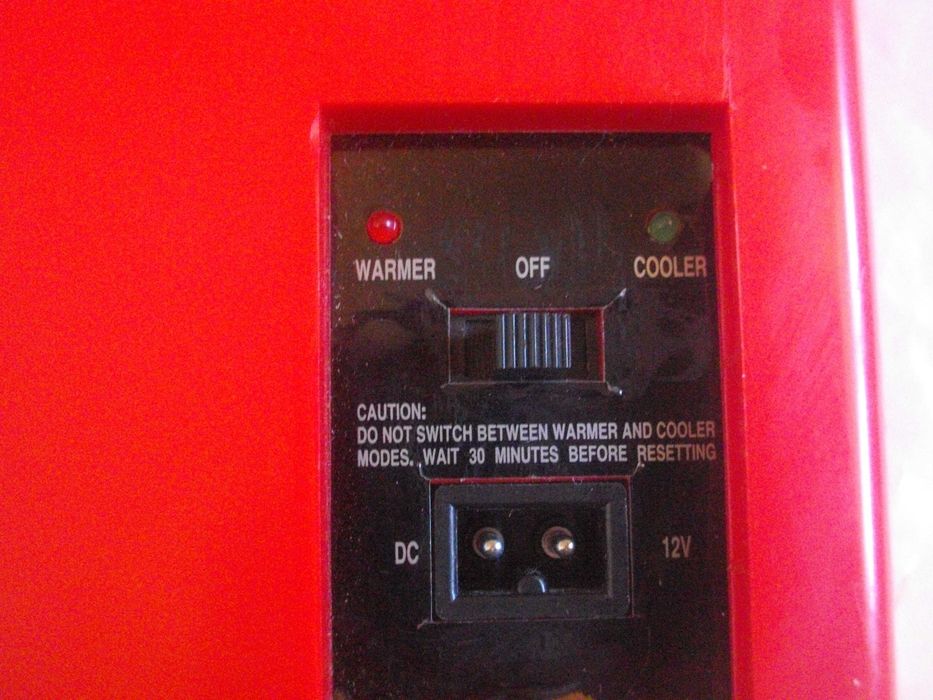 WARMER OFF COOLER
CAUTION:
DO NOT SWITCH BETWEEN WARMER AND COOLER
MODES. WAIT 30 MINUTES BEFORE RESETTING
DC 12V